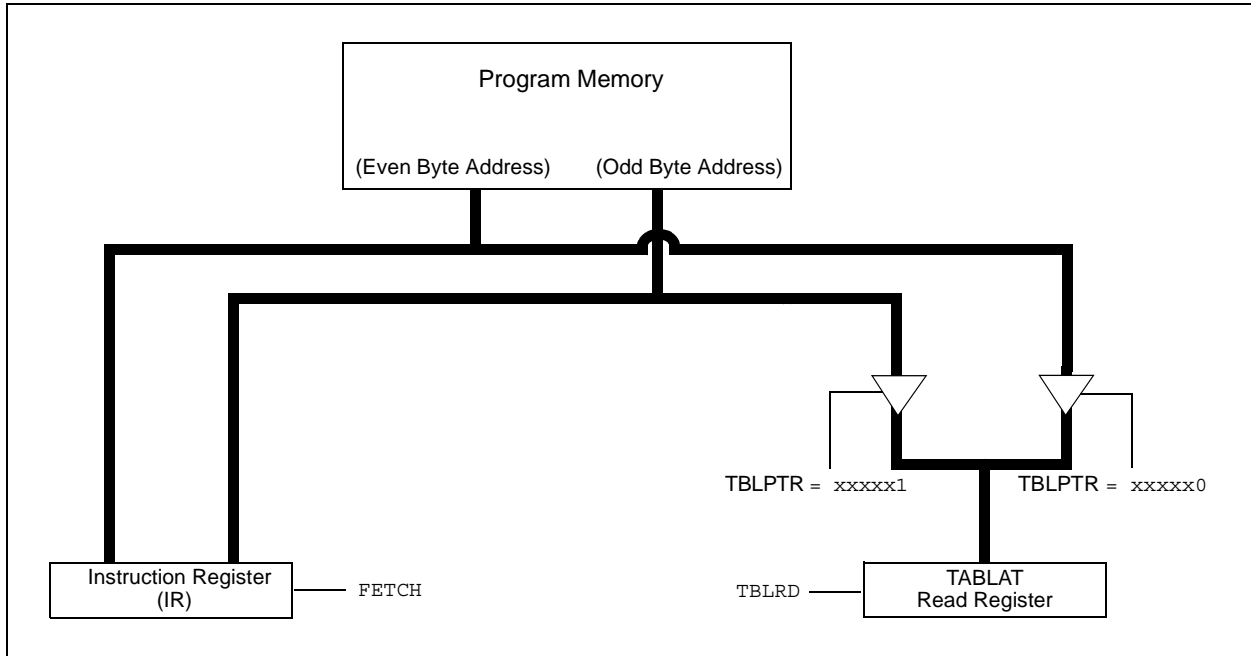 Program Memory
(Even Byte Address)
(Odd Byte Address)
TBLPTR = xxxxx1
TBLPTR = xxxxx0
Instruction Register
(IR)
FETCH
TBLRD
TABLAT
Read Register